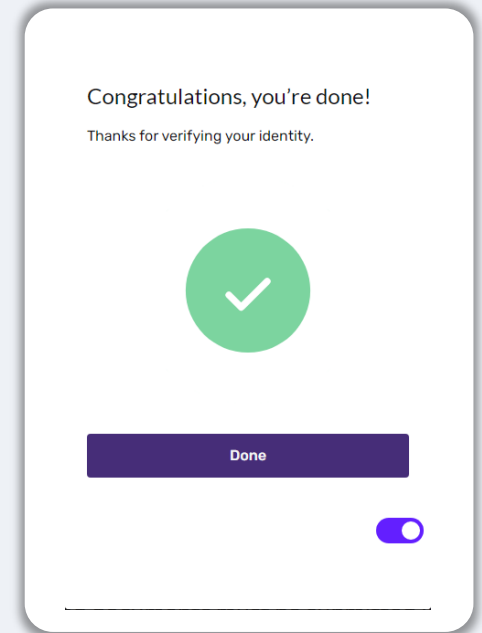 Congratulations, you’re done!
Thanks for verifying your identity.
Done